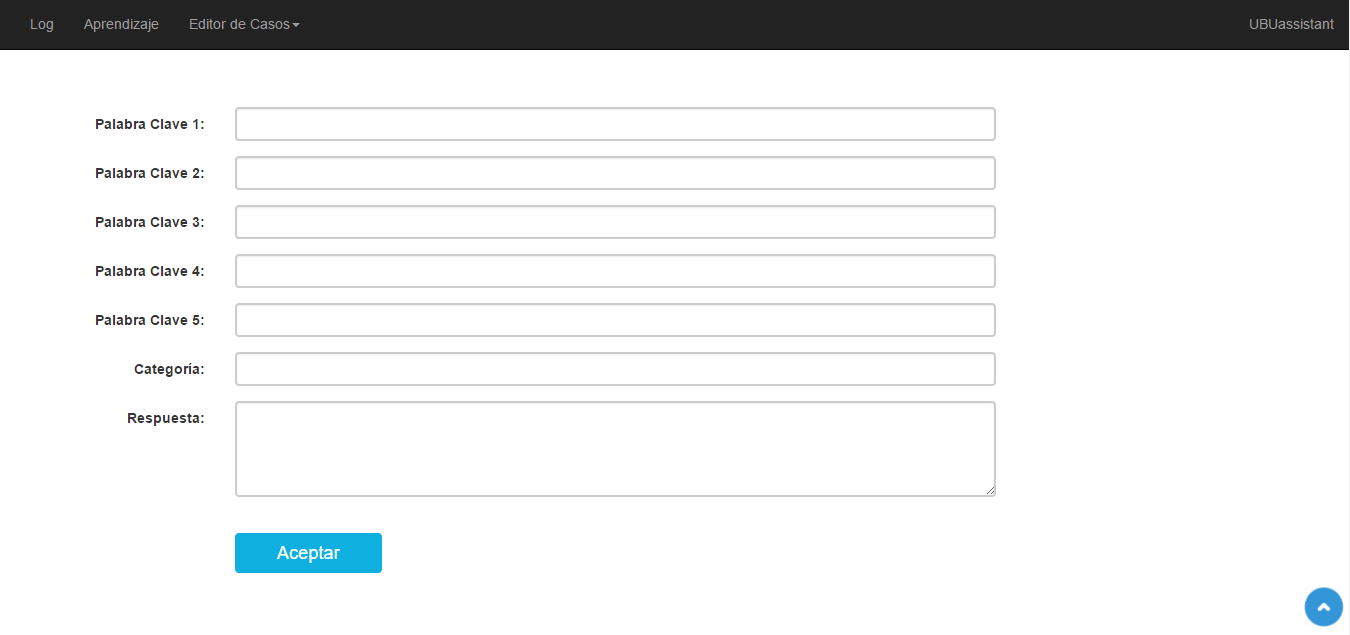 Log Aprendizaje Editor de Casos UBUassistant
Palabra Clave 1:
Palabra Clave 2:
Palabra Clave 3:
Palabra Clave 4:
Palabra Clave 5:
Categoría:
Respuesta:
Aceptar